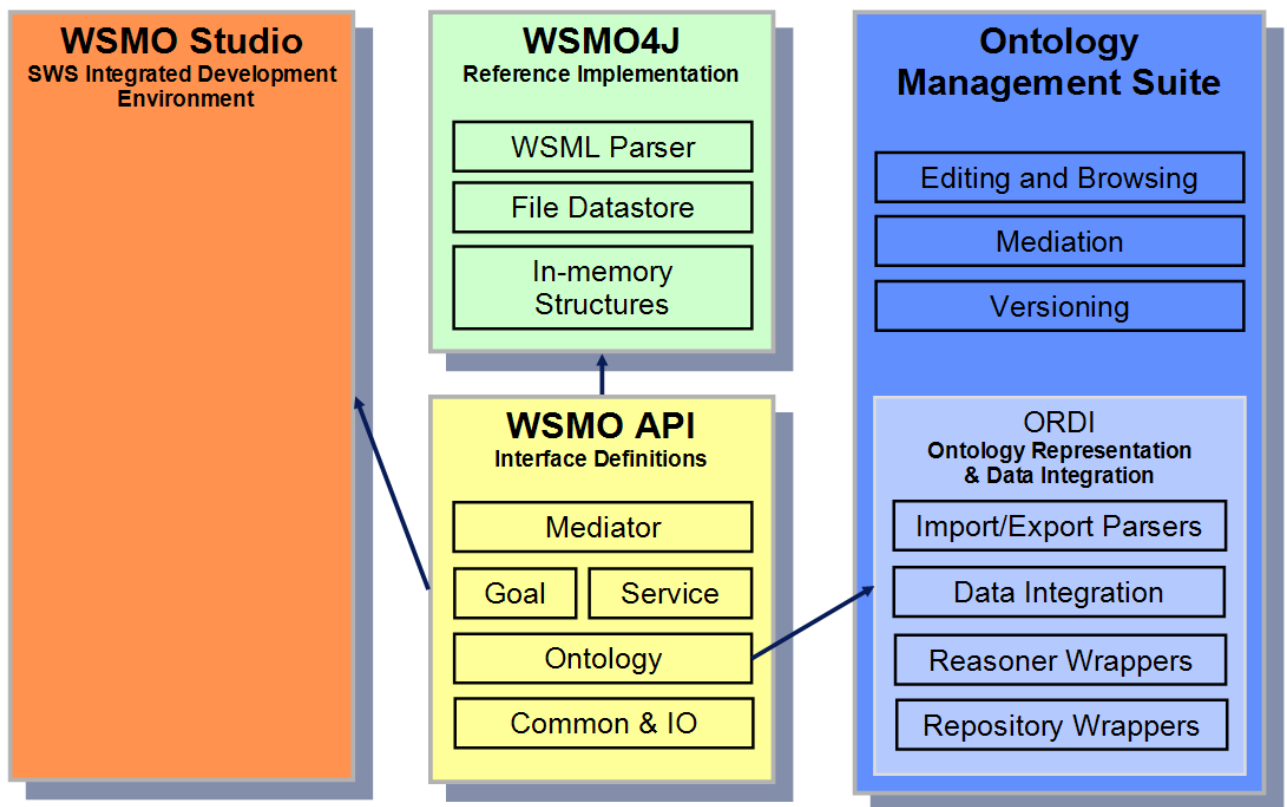 WSMO Studio
SWS Integrated Development
Environment
WSMO4J
Reference Implementation
WSML Parser
File Datastore
In-memory
Structures
WSMO API
Interface Definitions
Mediator
Goal
Service
Ontology
Common & IO
Ontology
Management Suite
Editing and Browsing
Mediation
Versioning
ORDI
Ontology Representation
& Data Integration
Import/Export Parsers
Data Integration
Reasoner Wrappers
Repository Wrappers